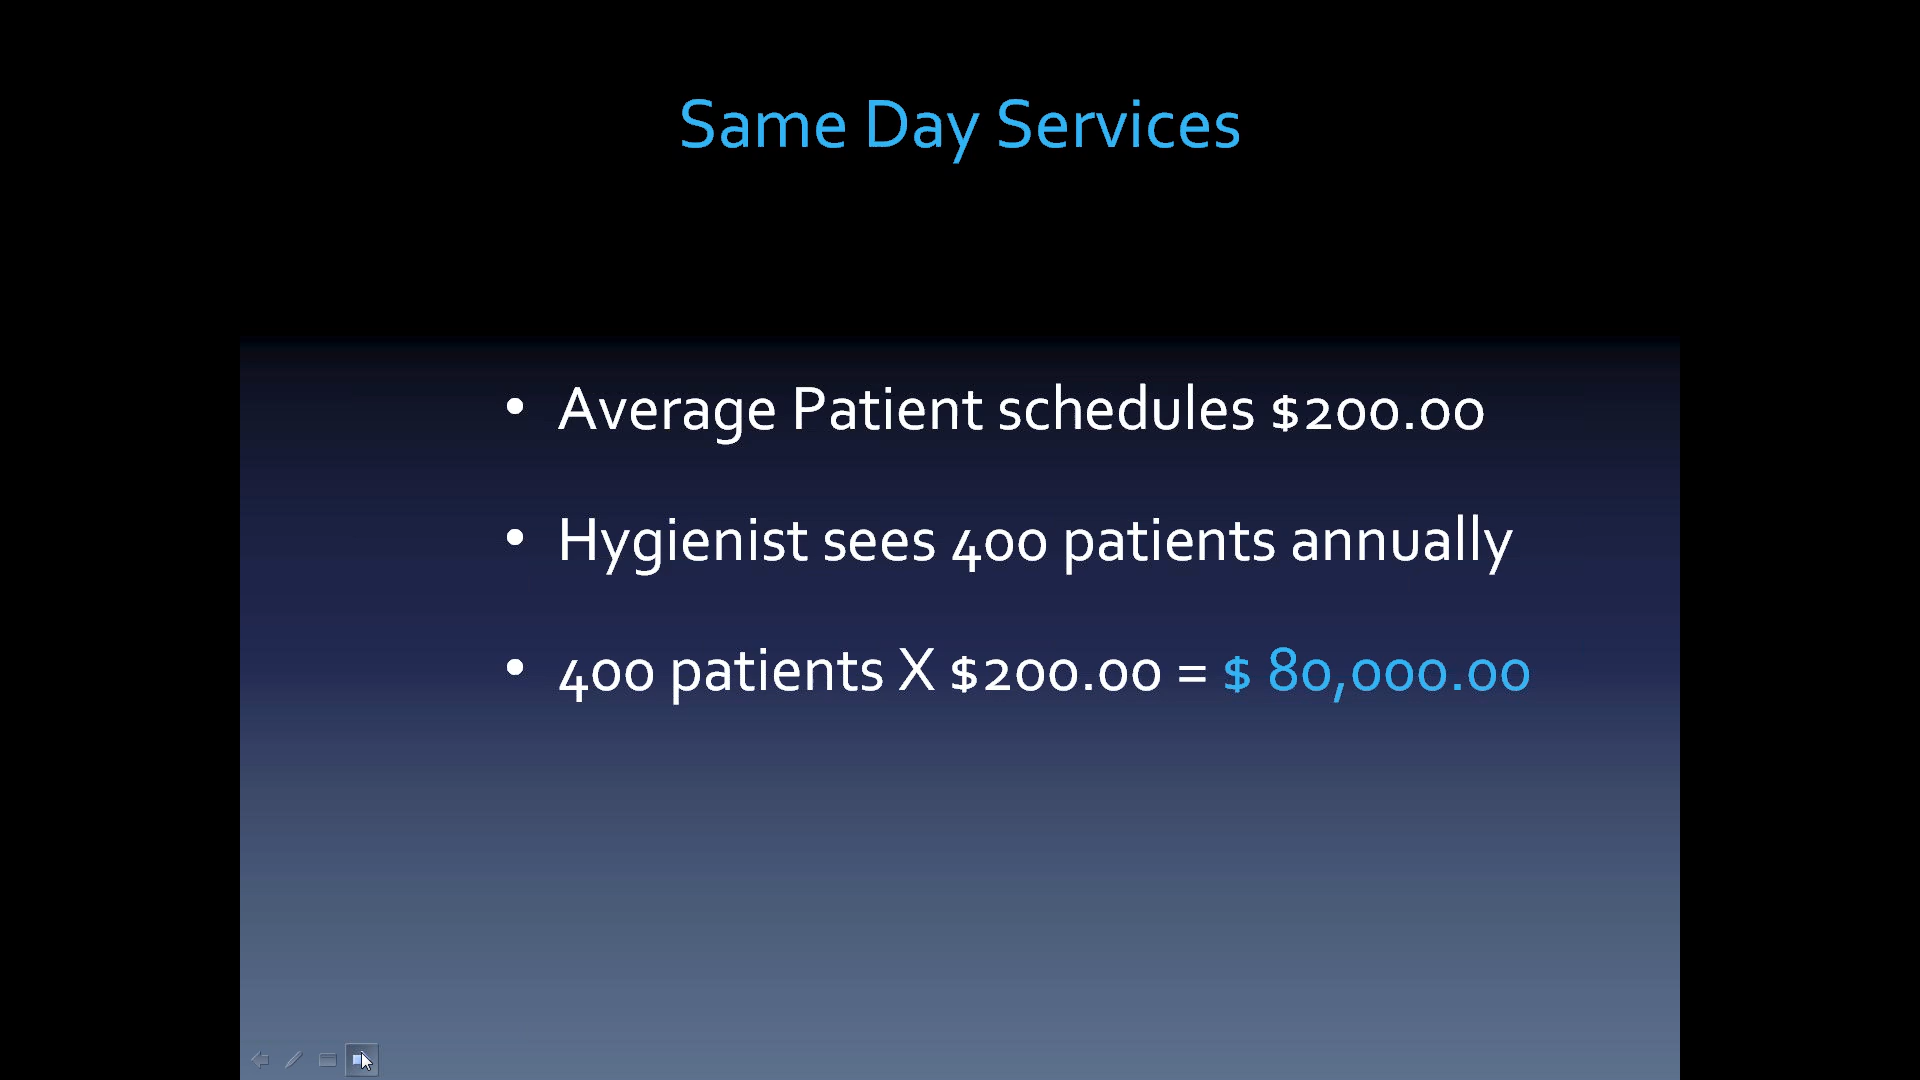 Same Day Services
• Average Patient schedules $200.00
• Hygienist sees 400 patients annually
• 400 patients X $200.00 = $ 80,000.00